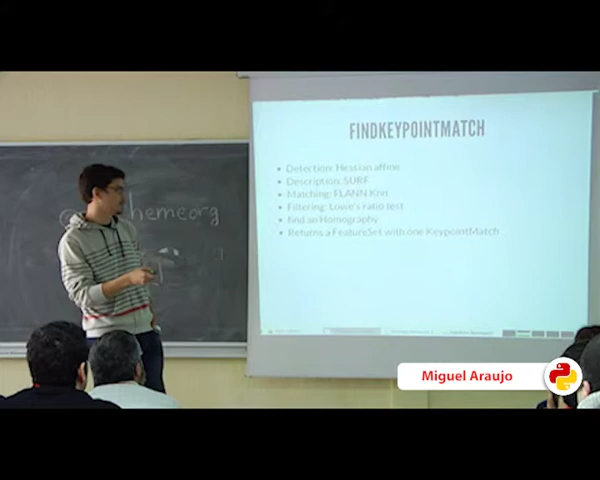 FINDKEYPOINTMATCH
Detection: Hessian affine
Description: SURF
Matching: FLANN Knn
Filtering: Lowe's ratio test
find an Homography
Returns a FeatureSet with one KeypointMatch
hemeorg
Miguel Araujo